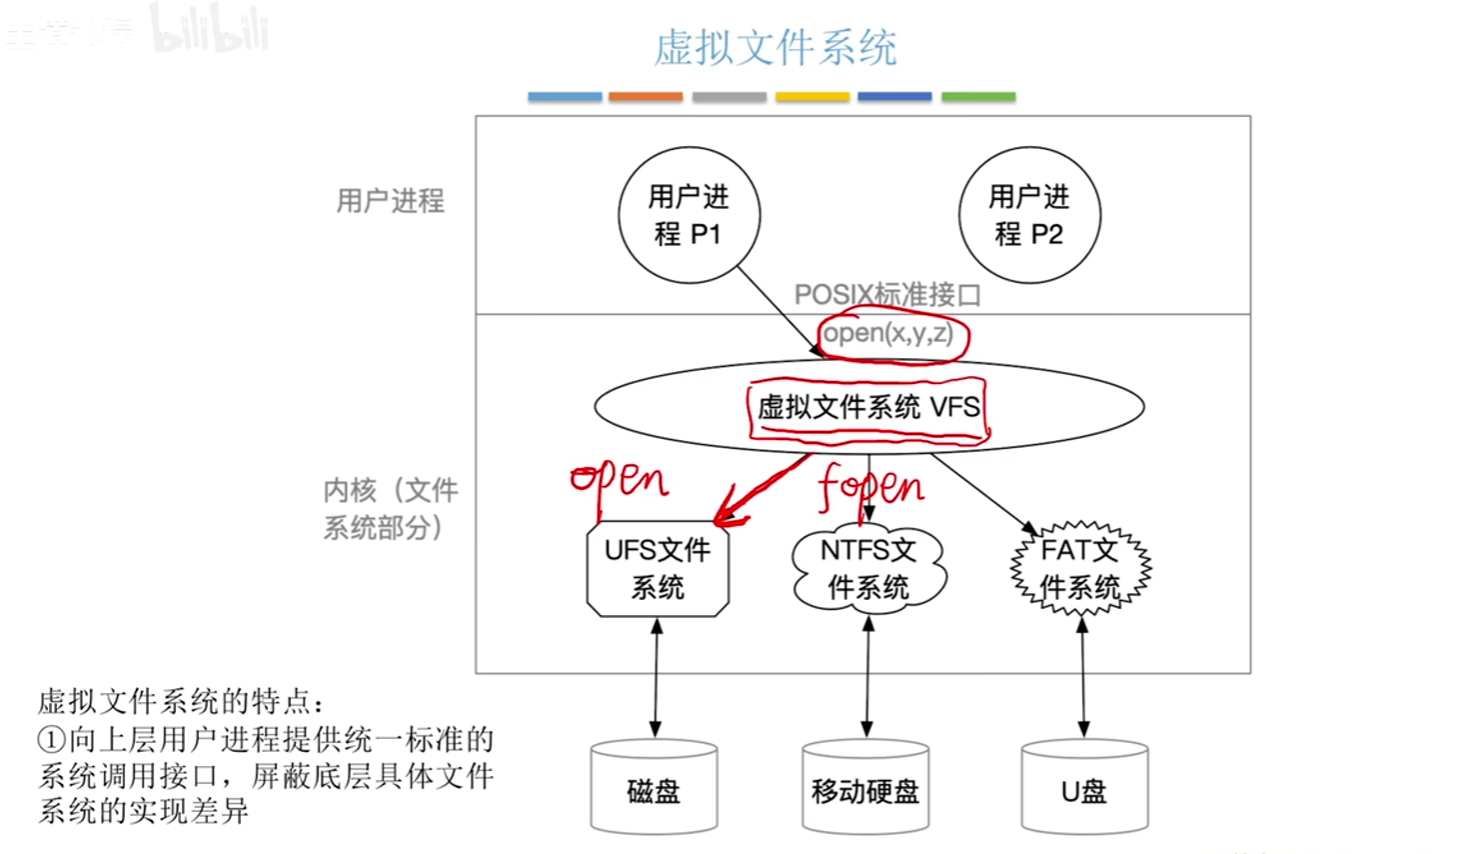 bilibili
虚拟文件系统
用户进程
用户进
程 P1
用户进
程 P2
POSIX标准接口
open(x,y,z)
虚拟文件系统 VFS
open
fopen
内核（文件
系统部分）
UFS文件
系统
NTFS文
件系统
FAT文
件系统
磁盘
移动硬盘
U盘
虚拟文件系统的特点：
①向上层用户进程提供统一标准的
系统调用接口，屏蔽底层具体文件
系统的实现差异